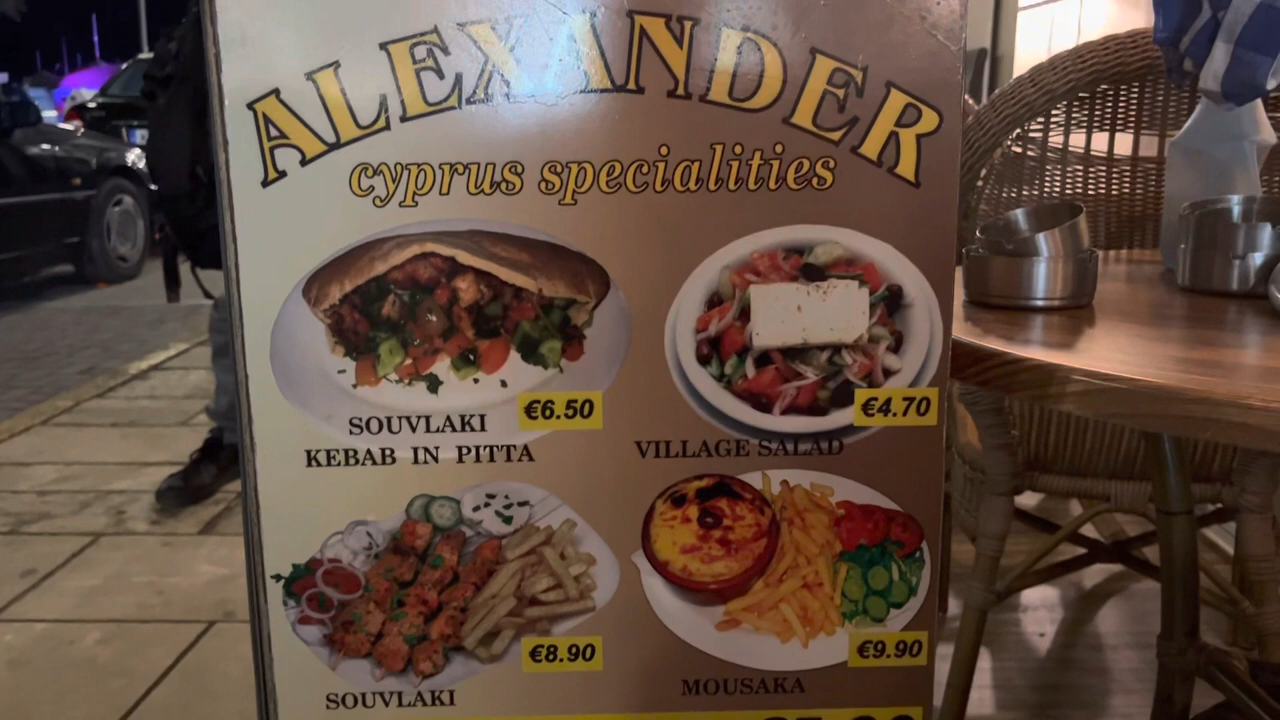 ALEXANDER
cyprus specialities
€6.50
SOUVLAKI
KEBAB IN PITTA
€4.70
VILLAGE SALAD
€8.90
SOUVLAKI
€9.90
MOUSAKA